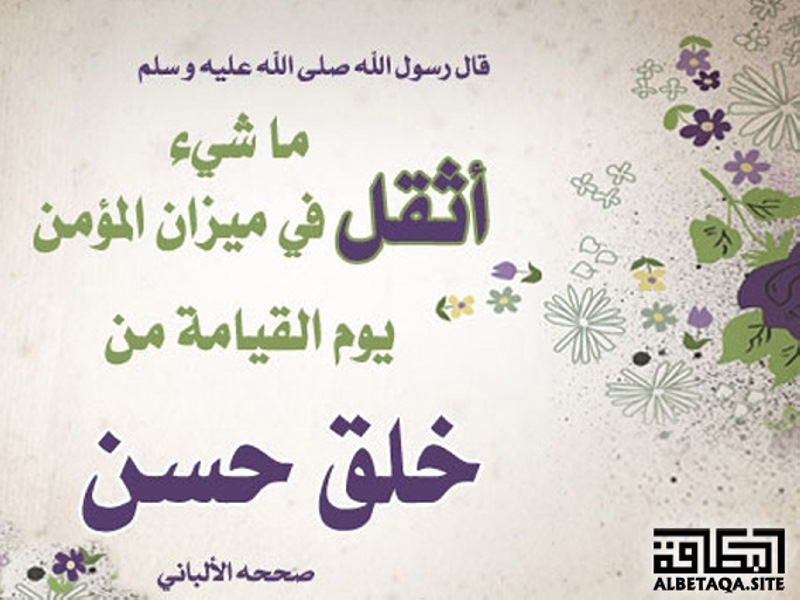 قال رسول الله صلى الله عليه وسلم
ما شيء
أثقل في ميزان المؤمن
يوم القيامة من
خلق حسن
صححه الألباني
البطاقة
ALBETAQA.SITE